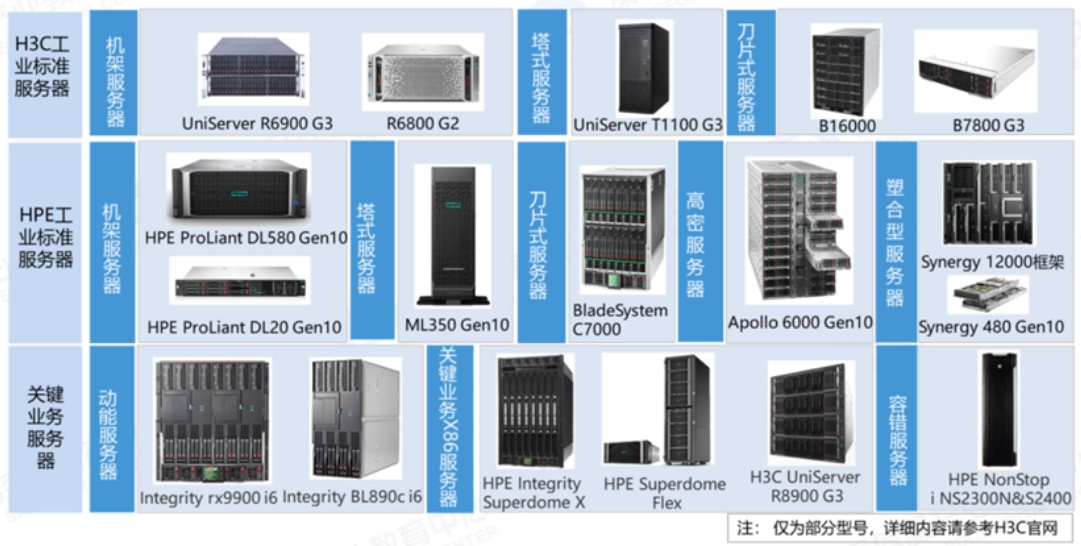 H3C工
业标准
服务器
机架服务器
UniServer R6900 G3
R6800 G2
塔式服务器
UniServer T1100 G3
刀片式服务器
B16000
B7800 G3
HPE工
业标准
服务器
机架服务器
HPE ProLiant DL580 Gen10
HPE ProLiant DL20 Gen10
塔式服务器
ML350 Gen10
刀片式服务器
BladeSystem
C7000
高密服务器
Apollo 6000 Gen10
塑合型服务器
Synergy 12000框架
Synergy 480 Gen10
关键
业务
服务
器
动能服务器
Integrity rx9900 i6
Integrity BL890c i6
关键业务X86服务器
HPE Integrity
Superdome X
HPE Superdome
Flex
H3C UniServer
R8900 G3
容错服务器
HPE NonStop
i NS2300N&S2400
注： 仅为部分型号，详细内容请参考H3C官网